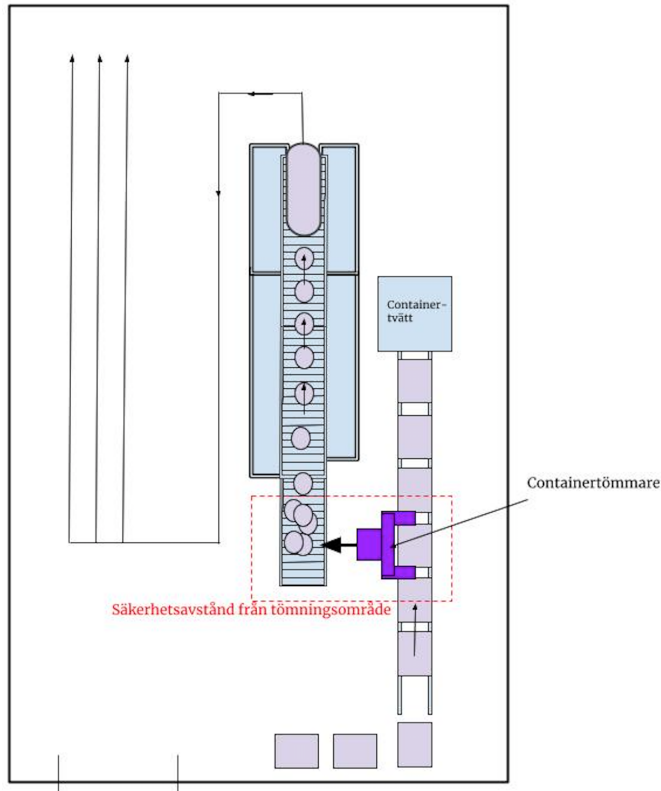 Container-
tvätt
Containertömmare
Säkerhetsavstånd från tömningsområde